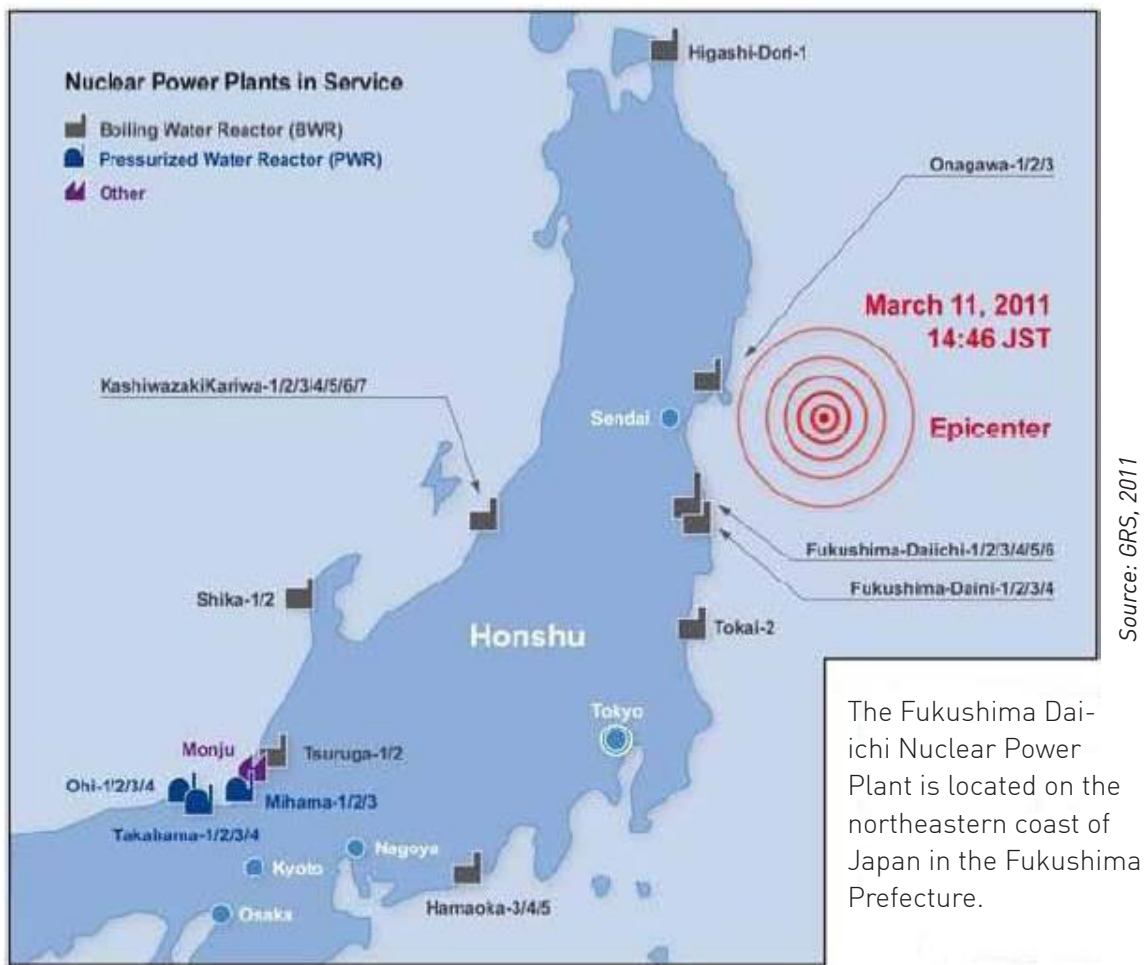 Nuclear Power Plants in Service
Boiling Water Reactor (BWR)
Pressurized Water Reactor (PWR)
Other
Higashi-Dori-1
Onagawa-1/2/3
March 11, 2011
14:46 JST
Epicenter
KashiwazakiKariwa-1/2/3/4/5/6/7
Sendai
Fukushima-Daiichi-1/2/3/4/5/6
Fukushima-Daini-1/2/3/4
Shika-1/2
Honshu
Tokai-2
Tokyo
Monju
Tsuruga-1/2
Ohi-1/2/3/4
Mihama-1/2/3
Takahama-1/2/3/4
Nagoya
Kyoto
Hamaoka-3/4/5
Osaka
Source: GRS, 2011
The Fukushima Dai-
ichi Nuclear Power
Plant is located on the
northeastern coast of
Japan in the Fukushima
Prefecture.